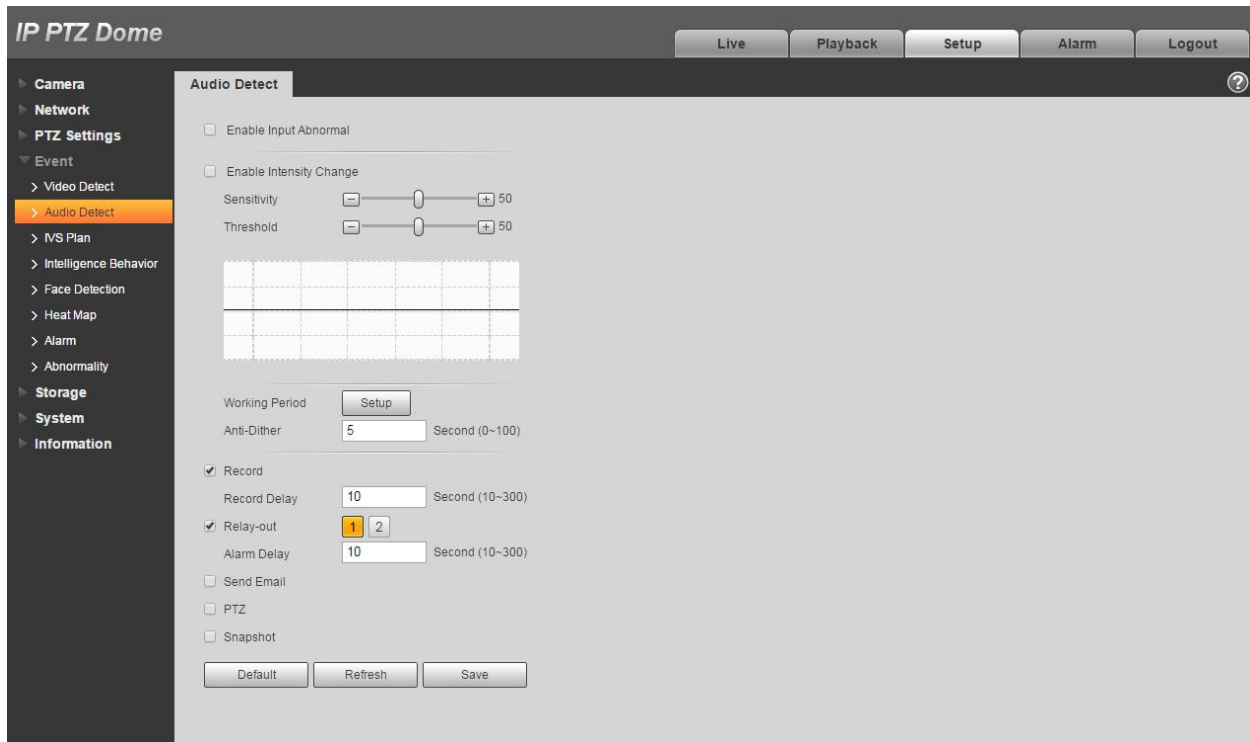 IP PTZ Dome
Live Playback Setup Alarm Logout
Camera
Network
PTZ Settings
Event
Video Detect
Audio Detect
IVS Plan
Intelligence Behavior
Face Detection
Heat Map
Alarm
Abnormality
Storage
System
Information
Audio Detect
?
Enable Input Abnormal
Enable Intensity Change
Sensitivity 50
Threshold 50
Working Period Setup
Anti-Dither 5 Second (0~100)
Record
Record Delay 10 Second (10~300)
Relay-out 1 2
Alarm Delay 10 Second (10~300)
Send Email
PTZ
Snapshot
Default Refresh Save